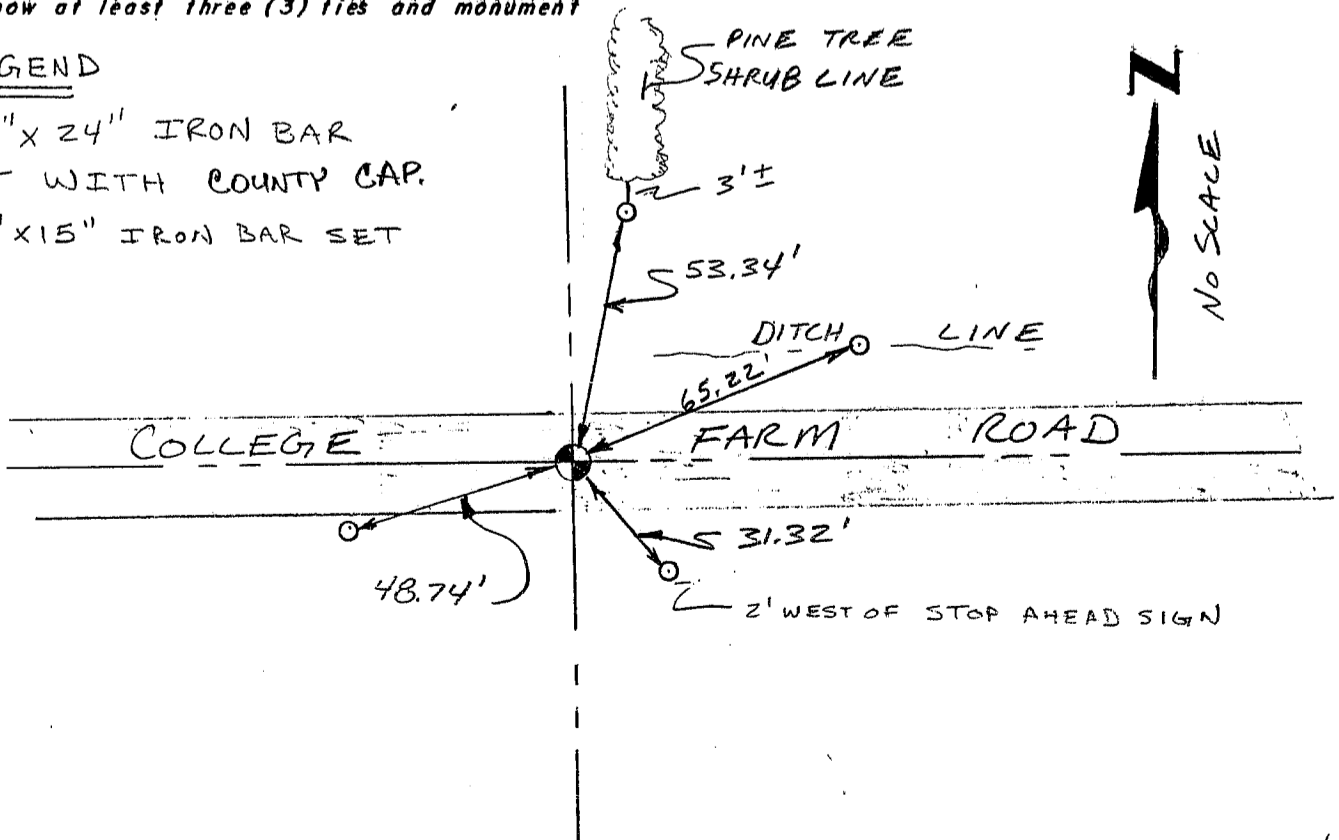 at least three (3) ties and monument
PINE TREE
SHRUB LINE
" X 24" IRON BAR
WITH COUNTY CAP.
3'±
X15" IRON BAR SET
N
NO SCALE
53.34'
DITCH LINE
65.22'
COLLEGE FARM ROAD
31.32'
48.74'
2' WEST OF STOP AHEAD SIGN